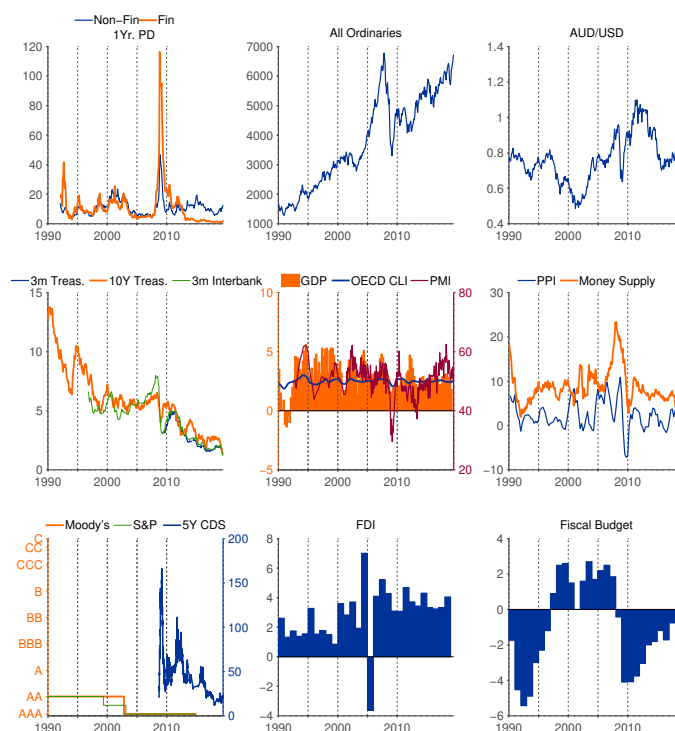 Non−Fin Fin
1Yr. PD
120
100
80
60
40
20
0
1990 2000 2010
All Ordinaries
7000
6000
5000
4000
3000
2000
1000
1990 2000 2010
AUD/USD
1.4
1.2
1
0.8
0.6
0.4
1990 2000 2010
3m Treas. 10Y Treas. 3m Interbank
15
10
5
0
1990 2000 2010
GDP OECD CLI PMI
10 80
5 60
0 40
−5 20
1990 2000 2010
PPI Money Supply
30
20
10
0
−10
1990 2000 2010
Moody's S&P 5Y CDS
C 200
CC
CCC
150
B
BB 100
BBB
A 50
AA
AAA 0
1990 2000 2010
FDI
8
6
4
2
0
−2
−4
1990 2000 2010
Fiscal Budget
4
2
0
−2
−4
−6
1990 2000 2010